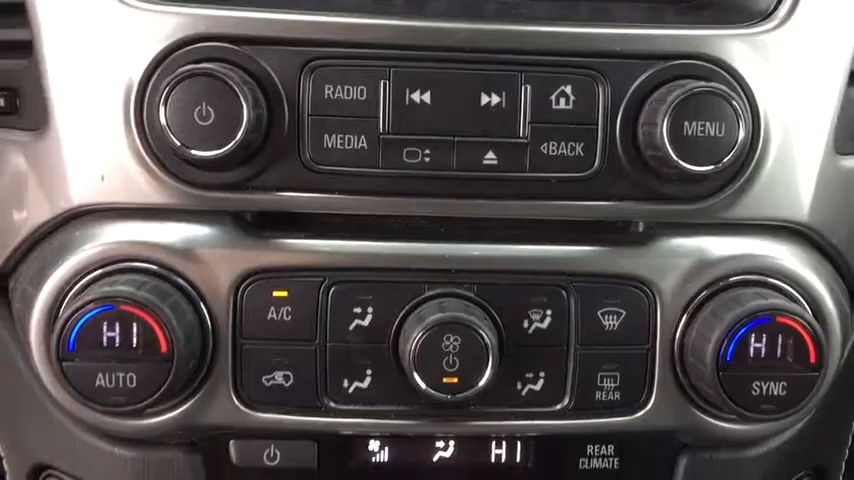 RADIO
MEDIA
BACK
MENU
A/C
HI
AUTO
REAR
HI
SYNC
HI
REAR
CLIMATE